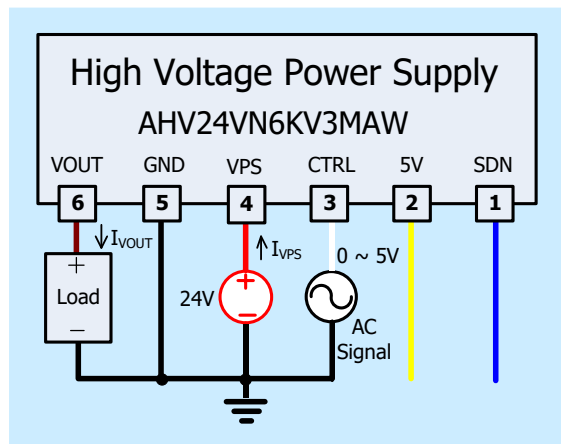 High Voltage Power Supply
AHV24VN6KV3MAW
VOUT GND VPS CTRL 5V SDN
6 5 4 3 2 1
↓IVOUT ↑IVPS 0 ~ 5V
+ +
Load 24V
− −
AC
Signal